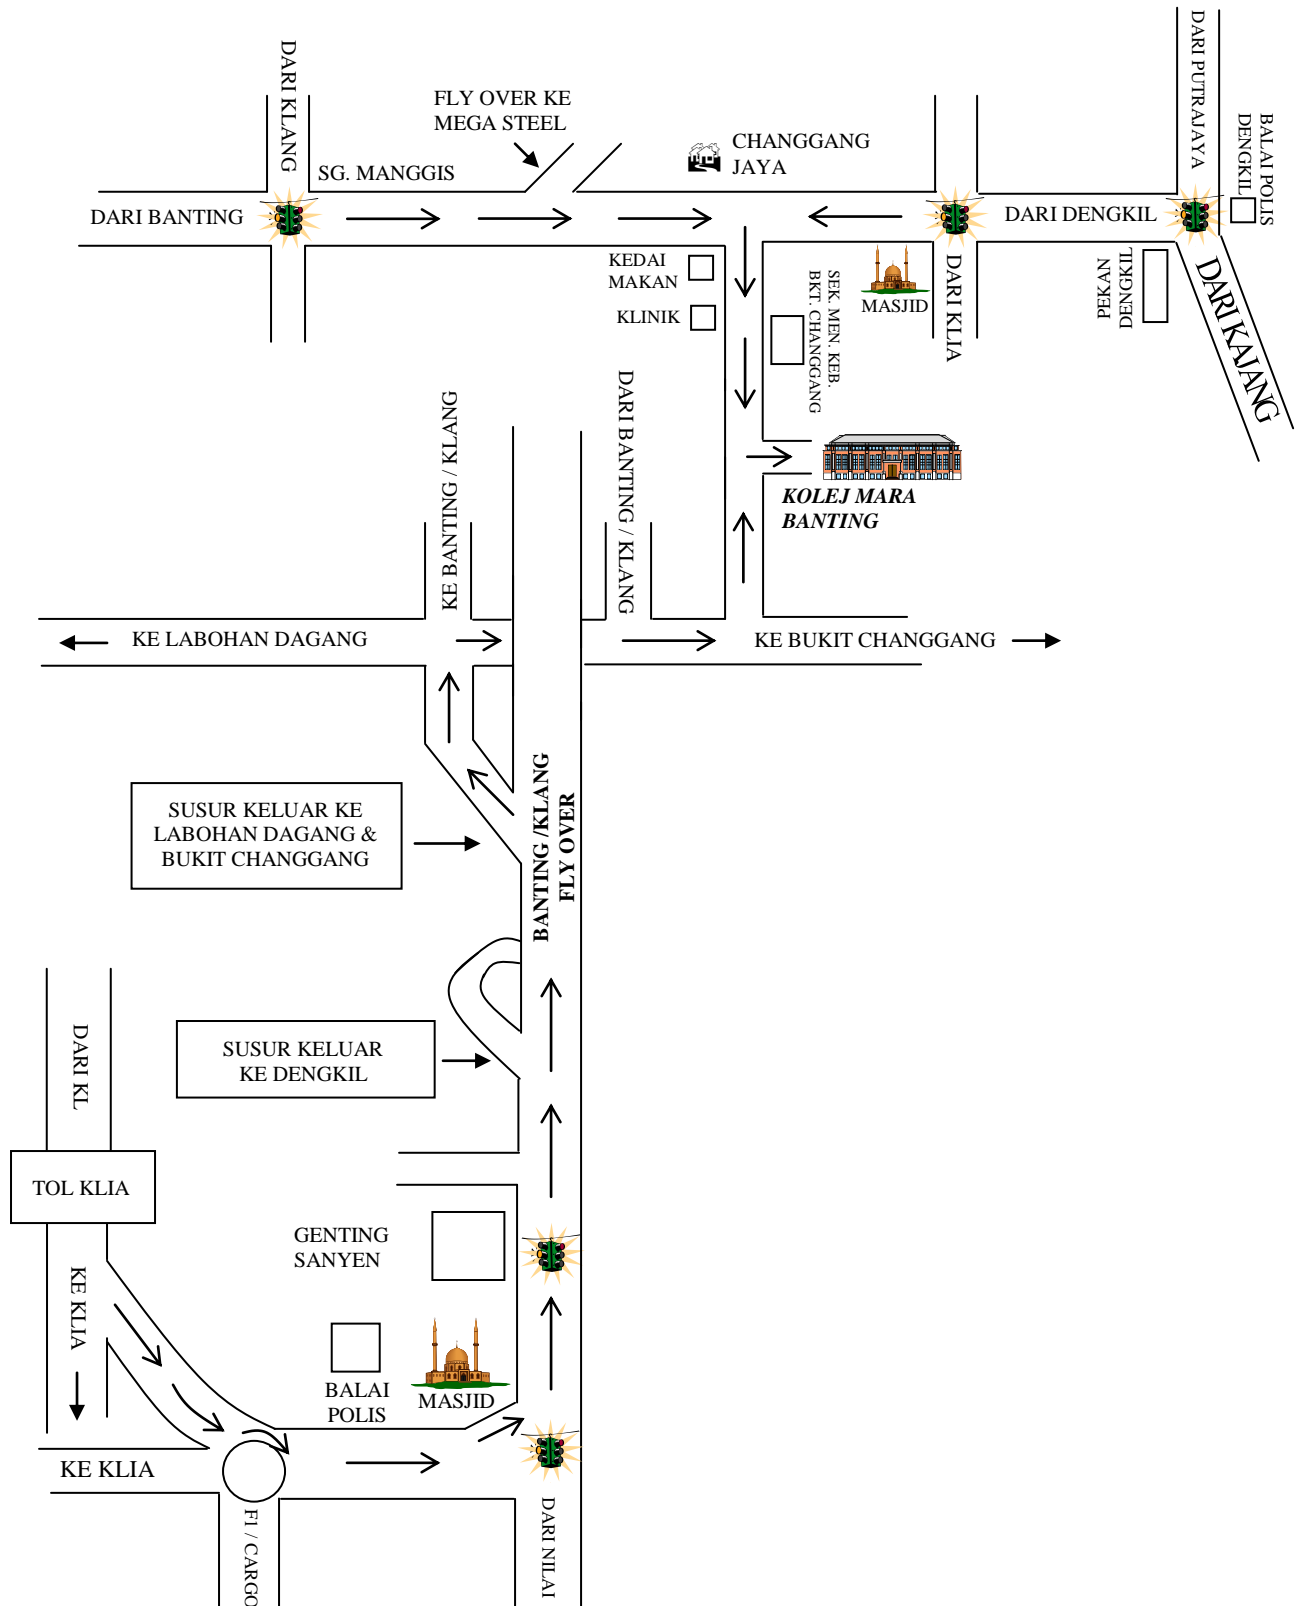 DARI KLANG
FLY OVER KE
MEGA STEEL
CHANGGANG
JAYA
DARI PUTRAJAYA
BALAI POLIS
DENGKIL
SG. MANGGIS
DARI BANTING
DARI DENGKIL
KEDAI
MAKAN
KLINIK
SEK. MEN. KEB.
BKT. CHANGGANG
MASJID
DARI KLIA
PEKAN
DENGKIL
DARI KAJANG
KE BANTING / KLANG
DARI BANTING / KLANG
KOLEJ MARA
BANTING
KE LABOHAN DAGANG
KE BUKIT CHANGGANG
BANTING /KLANG
FLY OVER
SUSUR KELUAR KE
LABOHAN DAGANG &
BUKIT CHANGGANG
SUSUR KELUAR
KE DENGKIL
DARI KL
TOL KLIA
GENTING
SANYEN
KE KLIA
BALAI
POLIS
MASJID
KE KLIA
F1 / CARGO
DARI NILAI